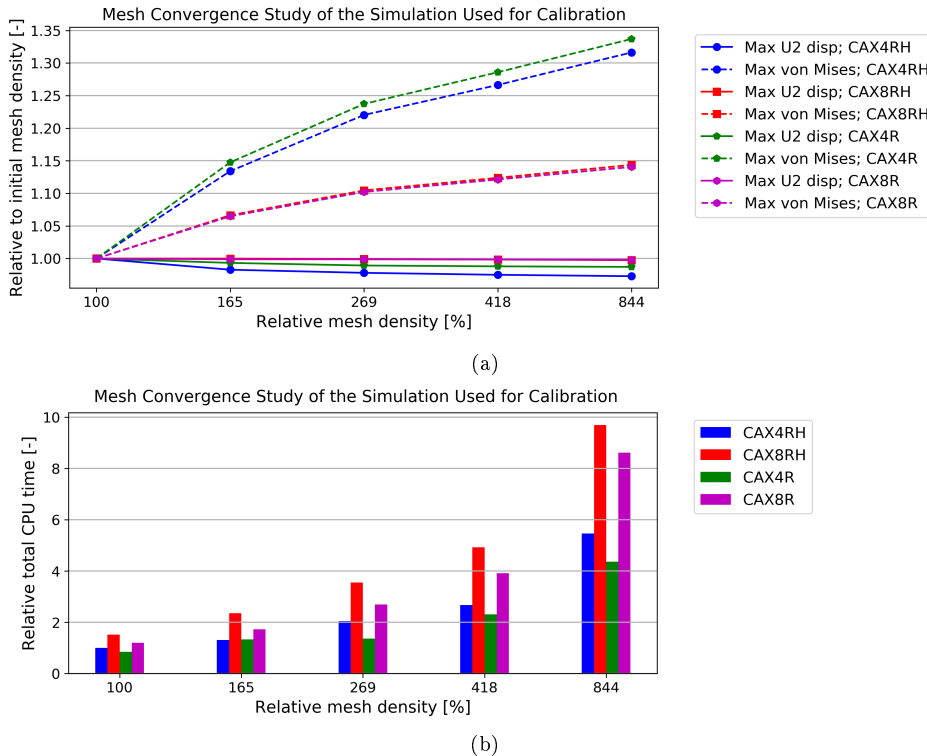 Mesh Convergence Study of the Simulation Used for Calibration
Relative to initial mesh density [-]
1.35
1.30
1.25
1.20
1.15
1.10
1.05
1.00
100 165 269 418 844
Relative mesh density [%]
Max U2 disp; CAX4RH
Max von Mises; CAX4RH
Max U2 disp; CAX8RH
Max von Mises; CAX8RH
Max U2 disp; CAX4R
Max von Mises; CAX4R
Max U2 disp; CAX8R
Max von Mises; CAX8R
(a)
Mesh Convergence Study of the Simulation Used for Calibration
Relative total CPU time [-]
10
8
6
4
2
0
100 165 269 418 844
Relative mesh density [%]
CAX4RH
CAX8RH
CAX4R
CAX8R
(b)